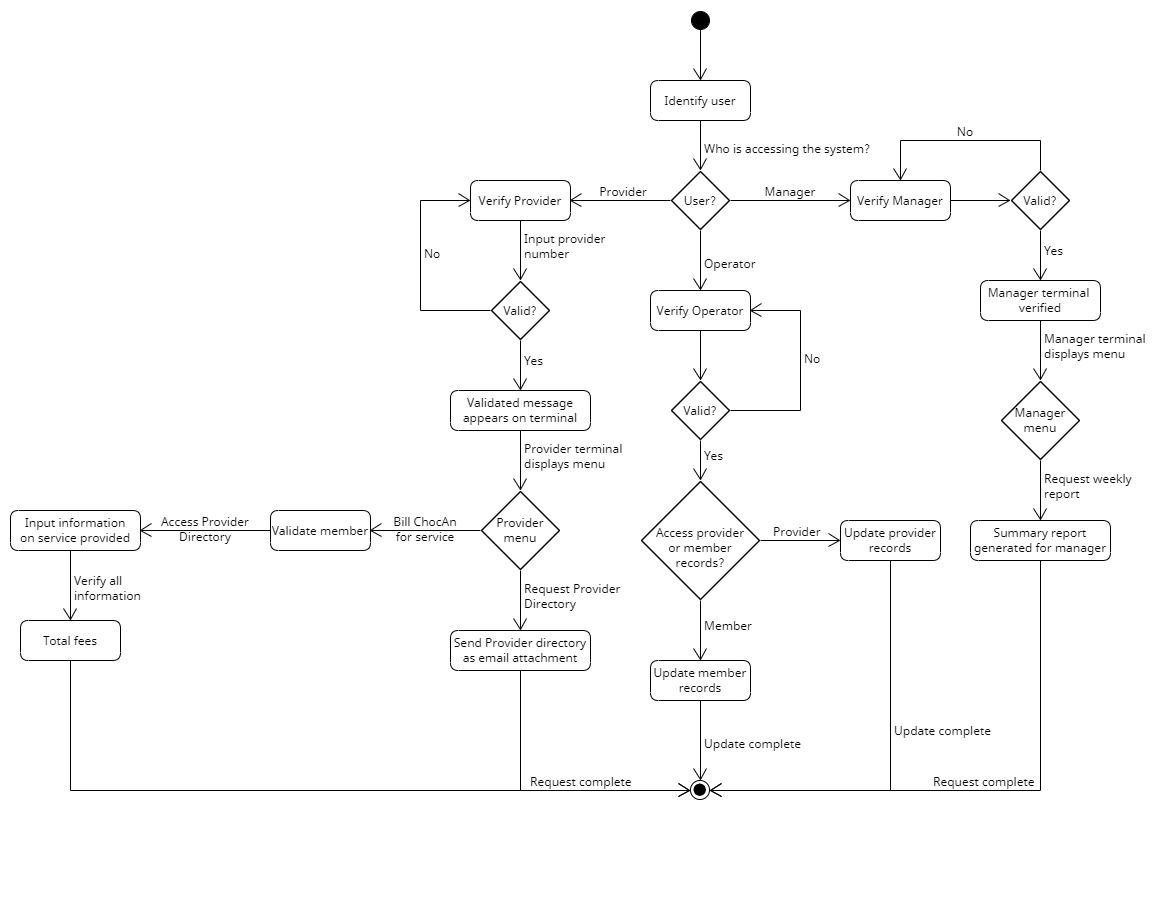 Identify user
Who is accessing the system?
No
Verify Provider
Provider
User?
Manager
Verify Manager
Valid?
Input provider
number
No
Operator
Yes
Valid?
Verify Operator
Manager terminal
verified
Yes
No
Manager terminal
displays menu
Validated message
appears on terminal
Valid?
Manager
menu
Provider terminal
displays menu
Yes
Request weekly
report
Input information
on service provided
Access Provider
Directory
Validate member
Bill ChocAn
for service
Provider
menu
Access provider
or member
records?
Provider
Update provider
records
Summary report
generated for manager
Verify all
information
Request Provider
Directory
Member
Total fees
Send Provider directory
as email attachment
Update member
records
Update complete
Update complete
Request complete
Request complete